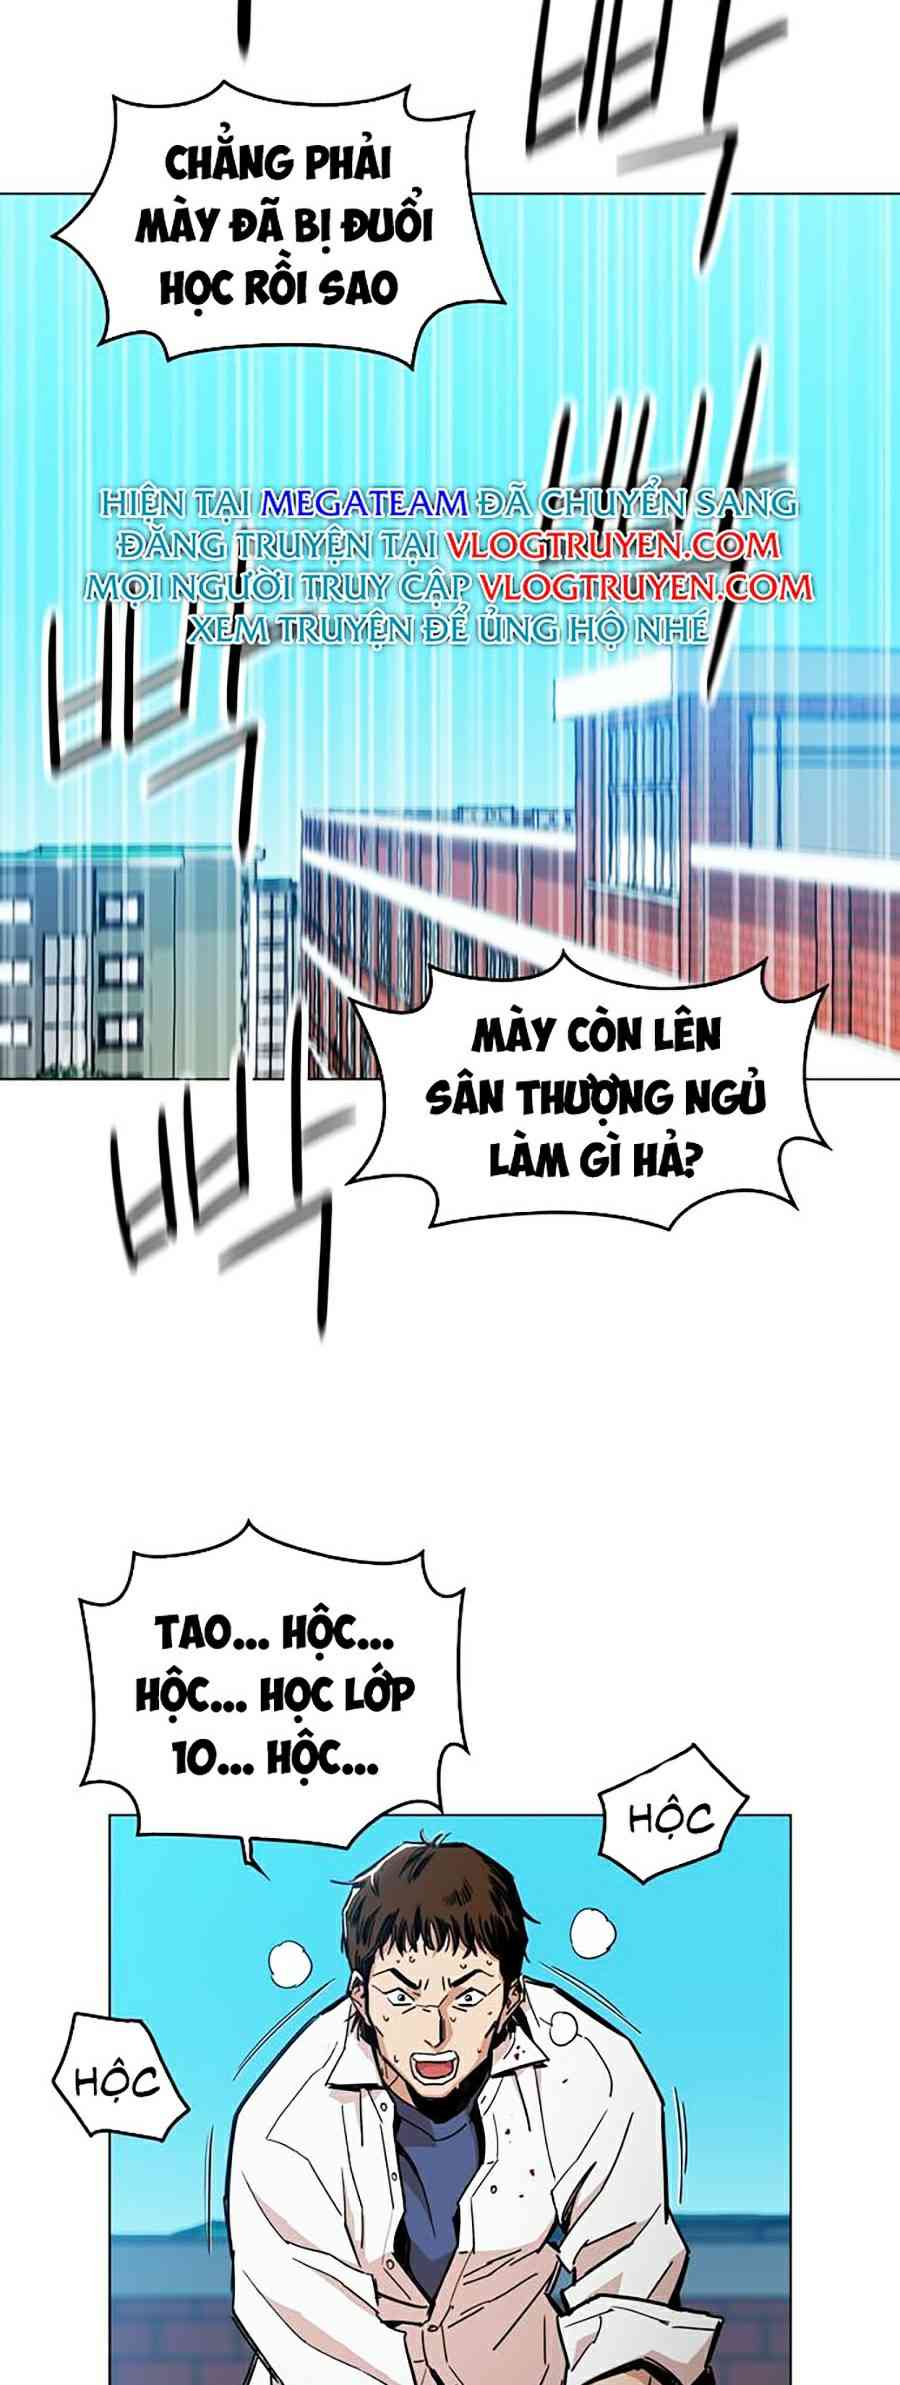 CHẲNG PHẢI
MÀY ĐÃ BỊ ĐUỔI
HỌC RỒI SAO
HIỆN TẠI MEGATEAM ĐÃ CHUYỂN SANG
ĐĂNG TRUYỆN TẠI VLOGTRUYEN.COM
MỌI NGƯỜI TRUY CẬP VLOGTRUYEN.COM
XEM TRUYỆN ĐỂ ỦNG HỘ NHÉ
MÀY CÒN LÊN
SÂN THƯỢNG NGỦ
LÀM GÌ HẢ?
TAO... HỘC...
HỘC... HỌC LỚP
10... HỘC...
HỘC
HỘC